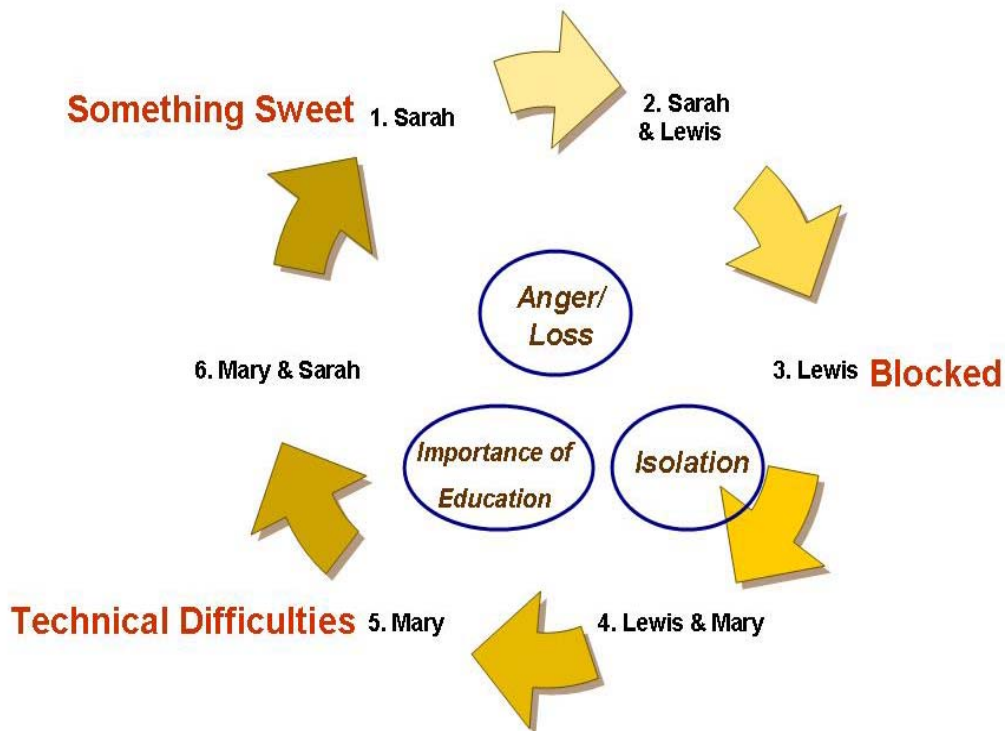 Something Sweet 1. Sarah
2. Sarah
& Lewis
Anger/
Loss
6. Mary & Sarah
3. Lewis Blocked
Importance of
Education
Isolation
Technical Difficulties 5. Mary
4. Lewis & Mary